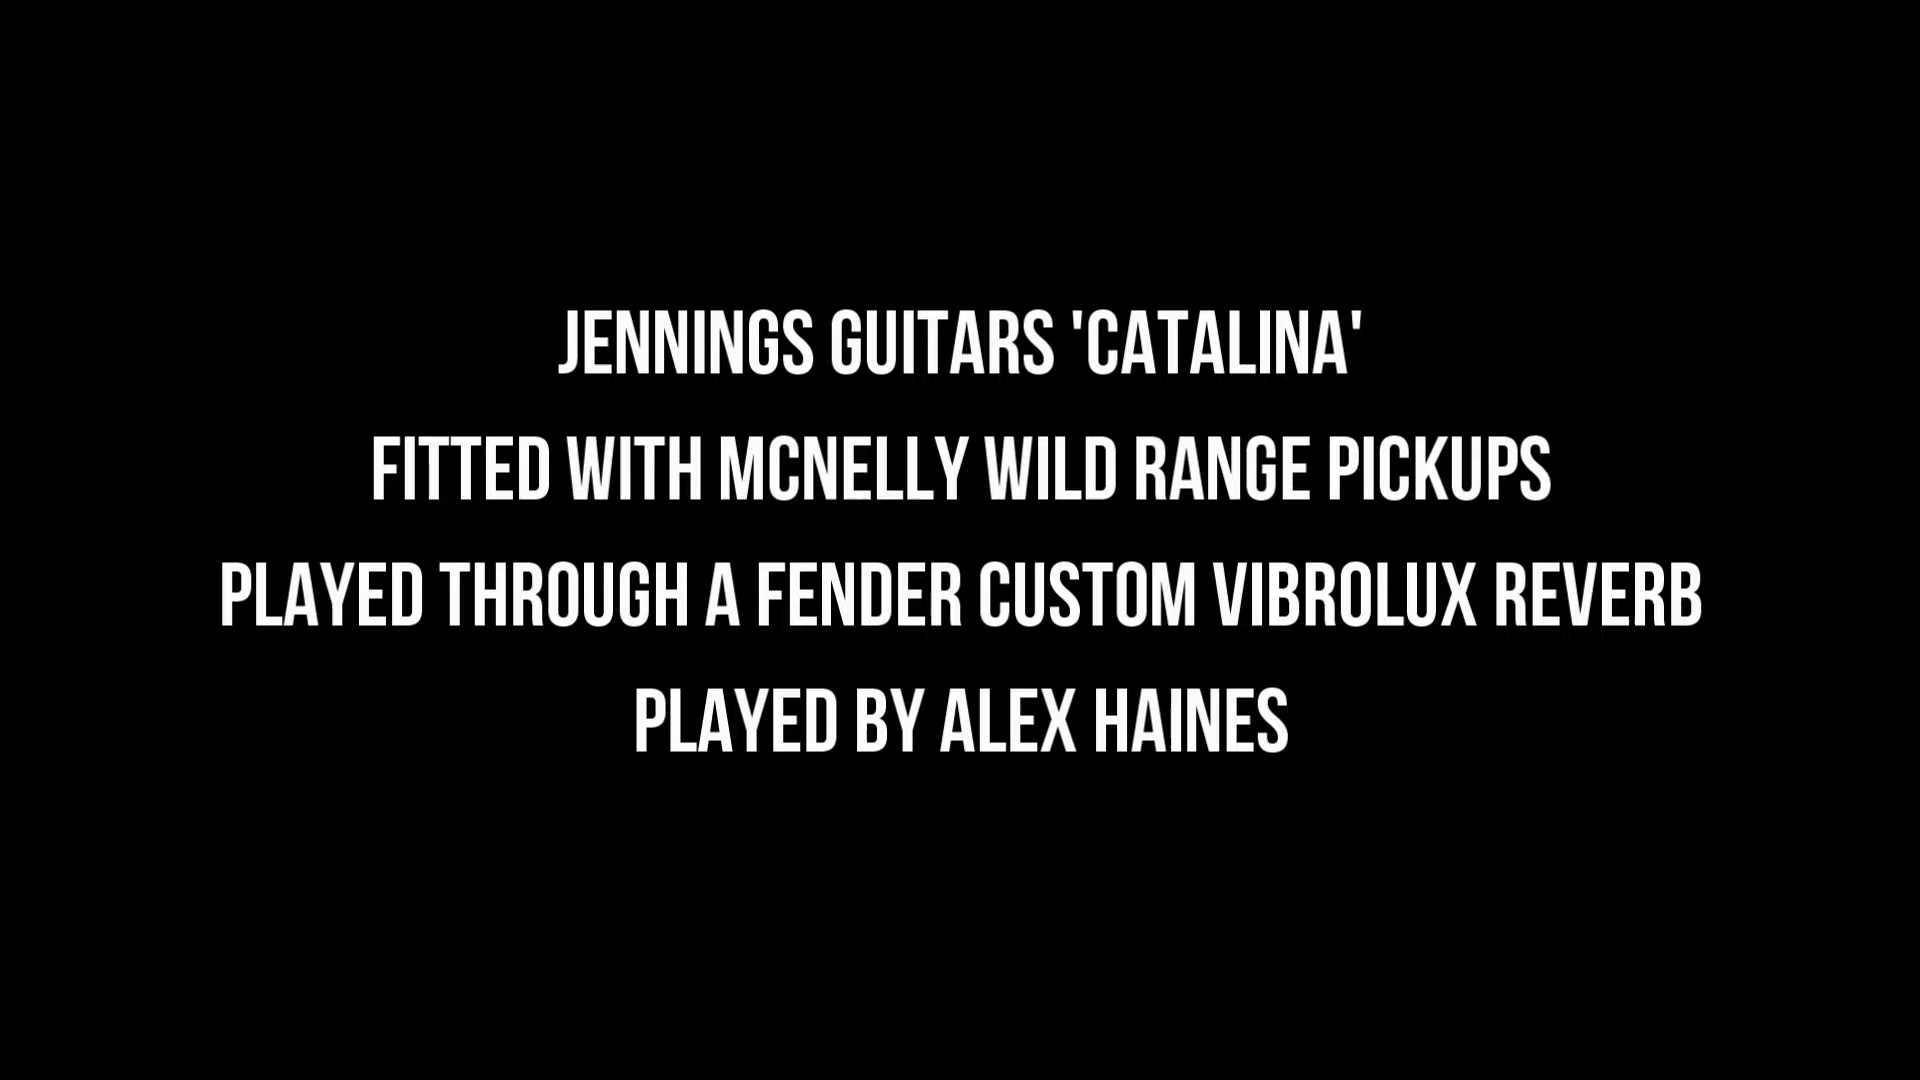 JENNINGS GUITARS 'CATALINA'
FITTED WITH MCNELLY WILD RANGE PICKUPS
PLAYED THROUGH A FENDER CUSTOM VIBROLUX REVERB
PLAYED BY ALEX HAINES